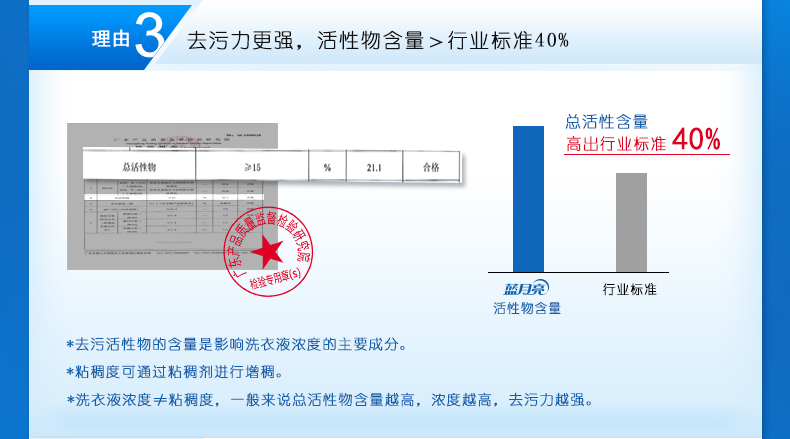 理由3
去污力更强，活性物含量＞行业标准40%
总活性物 ≥15 % 21.1 合格
广东产品质量监督检验研究院
检验专用章(s)
总活性含量
高出行业标准 40%
蓝月亮
活性物含量
行业标准
*去污活性物的含量是影响洗衣液浓度的主要成分。
*粘稠度可通过粘稠剂进行增稠。
*洗衣液浓度≠粘稠度，一般来说总活性物含量越高，浓度越高，去污力越强。